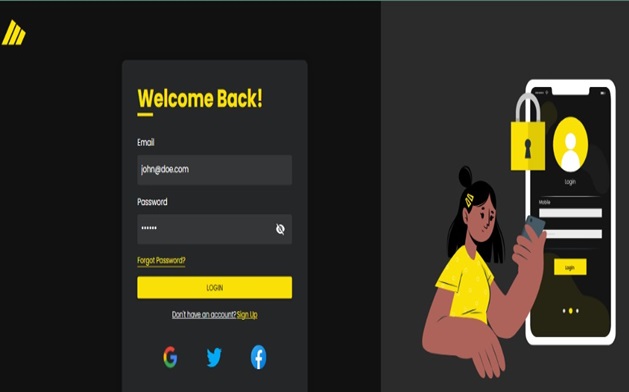 Welcome Back!
Email
john@doe.com
Password
••••••
Forgot Password?
LOGIN
Don't have an account? Sign Up
Login
Mobile
Login